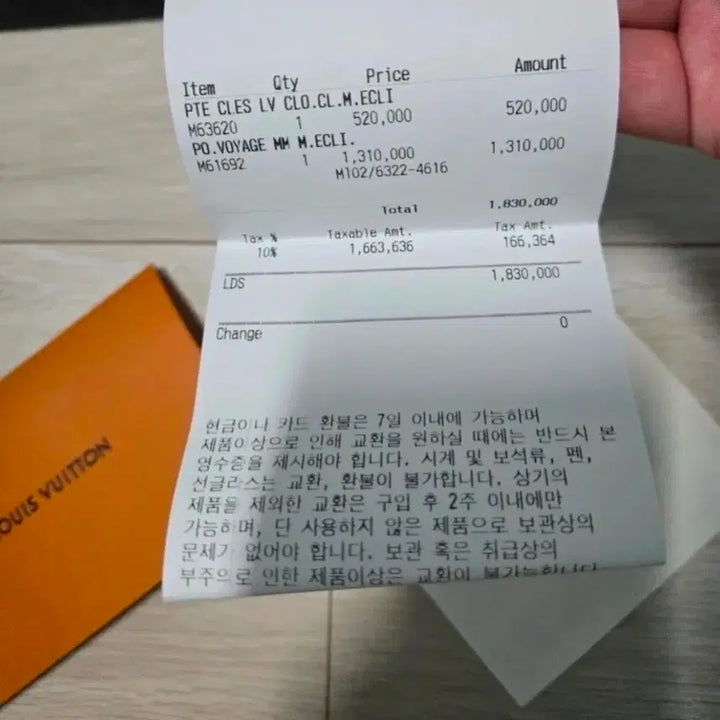 Item Qty Price Amount
PTE CLES LV CLO.CL.M.ECLI
M63620 1 520,000 520,000
PO.VOYAGE MM M.ECLI.
M61692 1 1,310,000 1,310,000
M102/6322-4616
Total 1,830,000
Tax % Taxable Amt. Tax Amt.
10% 1,663,636 166,364
LDS 1,830,000
Change 0
현금이나 카드 환불은 7일 이내에 가능하며
제품이상으로 인해 교환을 원하실 때에는 반드시 본
영수증을 제시해야 합니다. 시계 및 보석류, 펜,
선글라스는 교환, 환불이 불가합니다. 상기의
제품을 제외한 교환은 구입 후 2주 이내에만
가능하며, 단 사용하지 않은 제품으로 보관상의
문제가 없어야 합니다. 보관 혹은 취급상의
부주의로 인한 제품이상은 교환이 불가능합니다
LOUIS VUITTON